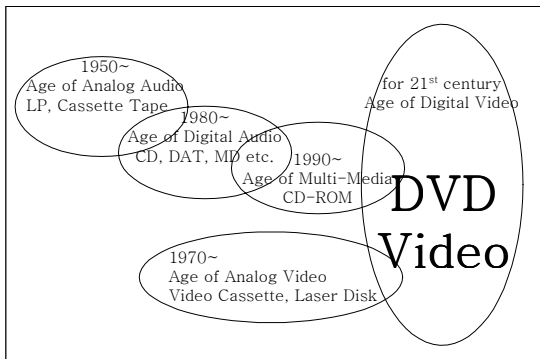 1950~
Age of Analog Audio
LP, Cassette Tape
1980~
Age of Digital Audio
CD, DAT, MD etc.
1990~
Age of Multi-Media
CD-ROM
1970~
Age of Analog Video
Video Cassette, Laser Disk
for 21st century
Age of Digital Video
DVD
Video